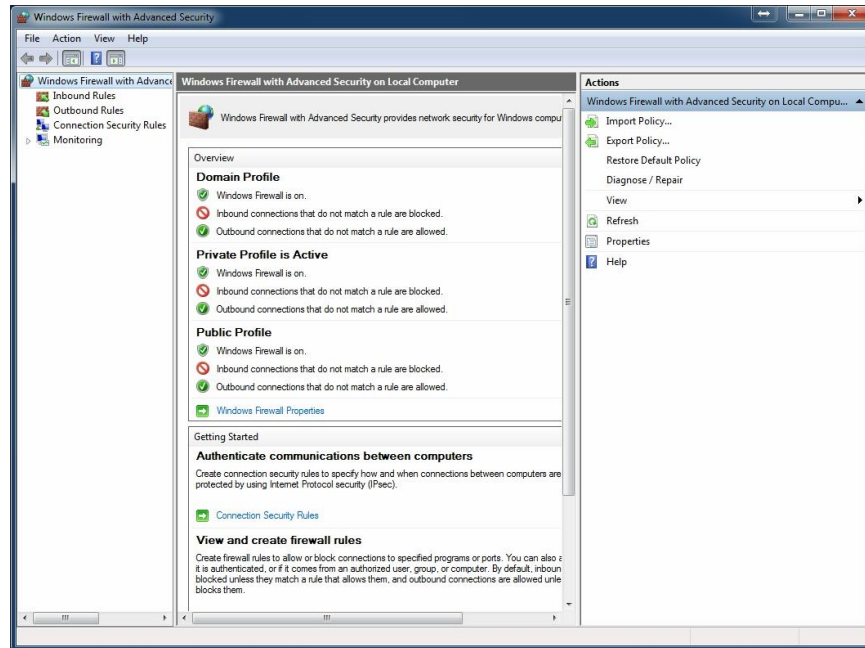 Windows Firewall with Advanced Security
File Action View Help
Windows Firewall with Advance
Inbound Rules
Outbound Rules
Connection Security Rules
Monitoring
Windows Firewall with Advanced Security on Local Computer
Windows Firewall with Advanced Security provides network security for Windows compu
Overview
Domain Profile
Windows Firewall is on.
Inbound connections that do not match a rule are blocked.
Outbound connections that do not match a rule are allowed.
Private Profile is Active
Windows Firewall is on.
Inbound connections that do not match a rule are blocked.
Outbound connections that do not match a rule are allowed.
Public Profile
Windows Firewall is on.
Inbound connections that do not match a rule are blocked.
Outbound connections that do not match a rule are allowed.
Windows Firewall Properties
Getting Started
Authenticate communications between computers
Create connection security rules to specify how and when connections between computers are
protected by using Internet Protocol security (IPsec).
Connection Security Rules
View and create firewall rules
Create firewall rules to allow or block connections to specified programs or ports. You can also a
it is authenticated, or if it comes from an authorized user, group, or computer. By default, inboun
blocked unless they match a rule that allows them, and outbound connections are allowed unle
blocks them.
Actions
Windows Firewall with Advanced Security on Local Compu...
Import Policy...
Export Policy...
Restore Default Policy
Diagnose / Repair
View
Refresh
Properties
Help